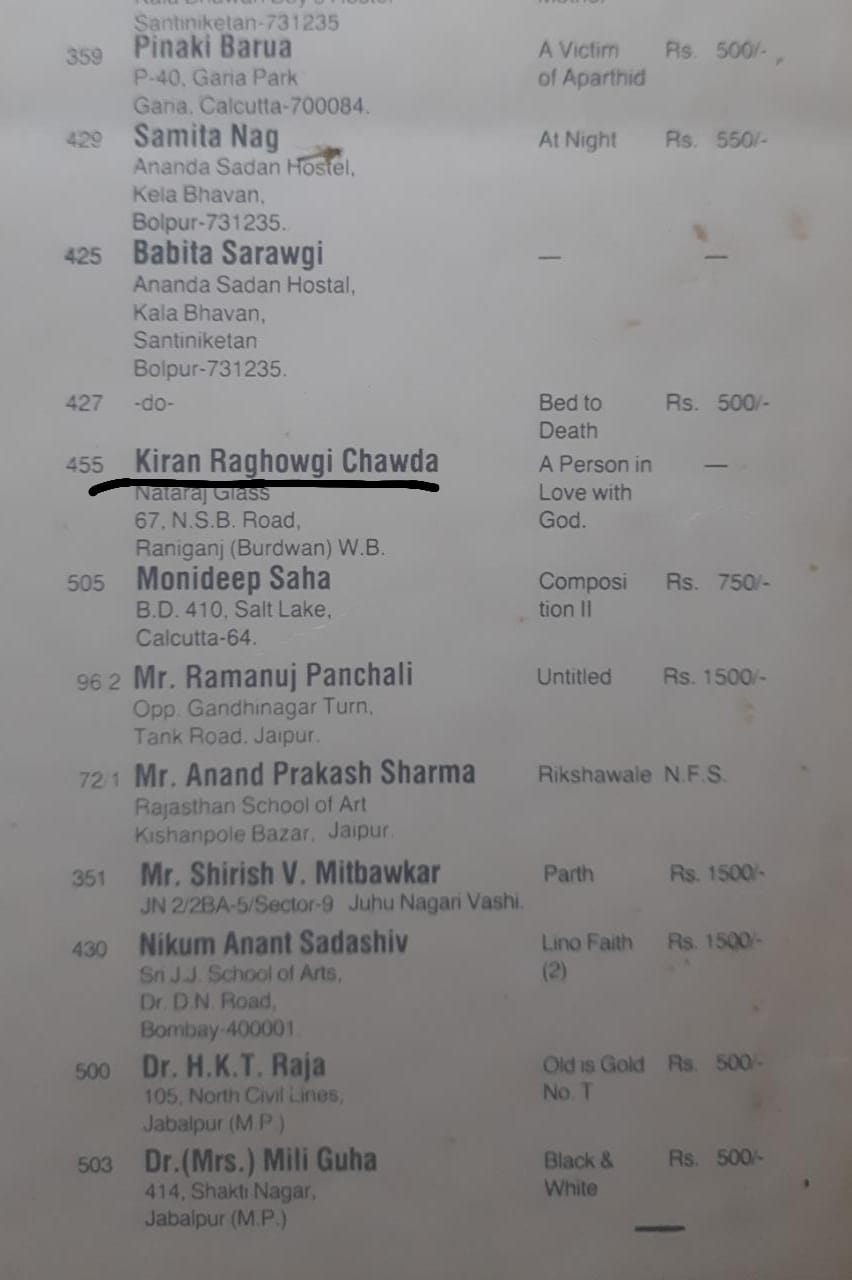 Santiniketan-731235
359 Pinaki Barua A Victim Rs. 500/-
P-40, Garia Park of Aparthid
Garia, Calcutta-700084.
429 Samita Nag At Night Rs. 550/-
Ananda Sadan Hostel,
Kela Bhavan,
Bolpur-731235.
425 Babita Sarawgi — —
Ananda Sadan Hostal,
Kala Bhavan,
Santiniketan
Bolpur-731235.
427 -do- Bed to Rs. 500/-
Death
455 Kiran Raghowgi Chawda A Person in —
Nataraj Glass Love with
67, N.S.B. Road, God.
Raniganj (Burdwan) W.B.
505 Monideep Saha Composi Rs. 750/-
B.D. 410, Salt Lake, tion II
Calcutta-64.
96 2 Mr. Ramanuj Panchali Untitled Rs. 1500/-
Opp. Gandhinagar Turn,
Tank Road, Jaipur.
72/1 Mr. Anand Prakash Sharma Rikshawale N.F.S.
Rajasthan School of Art
Kishanpole Bazar, Jaipur.
351 Mr. Shirish V. Mitbawkar Parth Rs. 1500/-
JN 2/2BA-5/Sector-9 Juhu Nagari Vashi.
430 Nikum Anant Sadashiv Lino Faith Rs. 1500/-
Sri J.J. School of Arts, (2)
Dr. D.N. Road,
Bombay-400001.
500 Dr. H.K.T. Raja Old is Gold Rs. 500/-
105, North Civil Lines, No. T
Jabalpur (M.P.)
503 Dr.(Mrs.) Mili Guha Black & Rs. 500/-
414, Shakti Nagar, White
Jabalpur (M.P.)